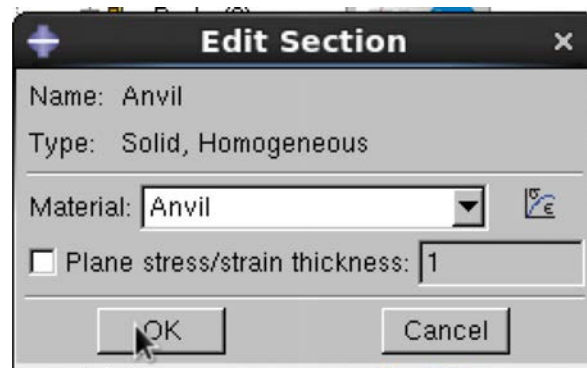 Edit Section
Name: Anvil
Type: Solid, Homogeneous
Material: Anvil
σ ε
Plane stress/strain thickness: 1
OK Cancel